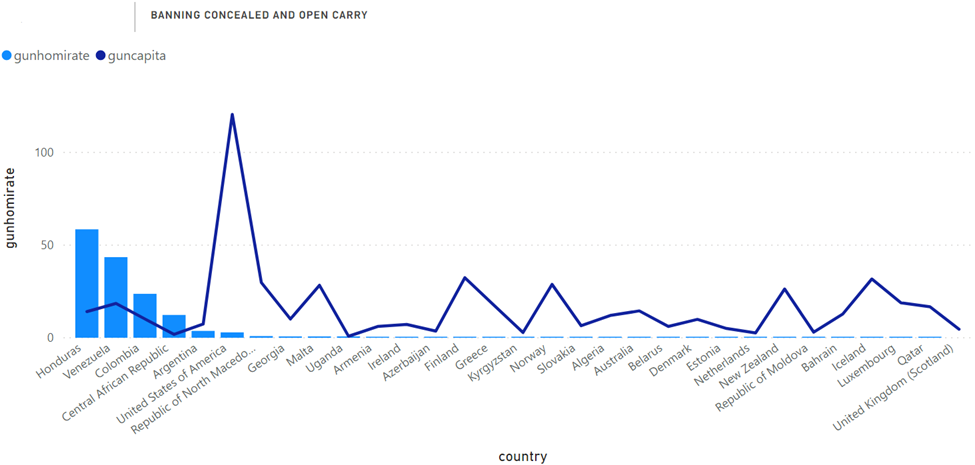 BANNING CONCEALED AND OPEN CARRY
gunhomirate guncapita
100
50
0
gunhomirate
Honduras
Venezuela
Colombia
Central African Republic
Argentina
United States of America
Republic of North Macedo...
Georgia
Malta
Uganda
Armenia
Ireland
Azerbaijan
Finland
Greece
Kyrgyzstan
Norway
Slovakia
Algeria
Australia
Belarus
Denmark
Estonia
Netherlands
New Zealand
Republic of Moldova
Bahrain
Iceland
Luxembourg
Qatar
United Kingdom (Scotland)
country